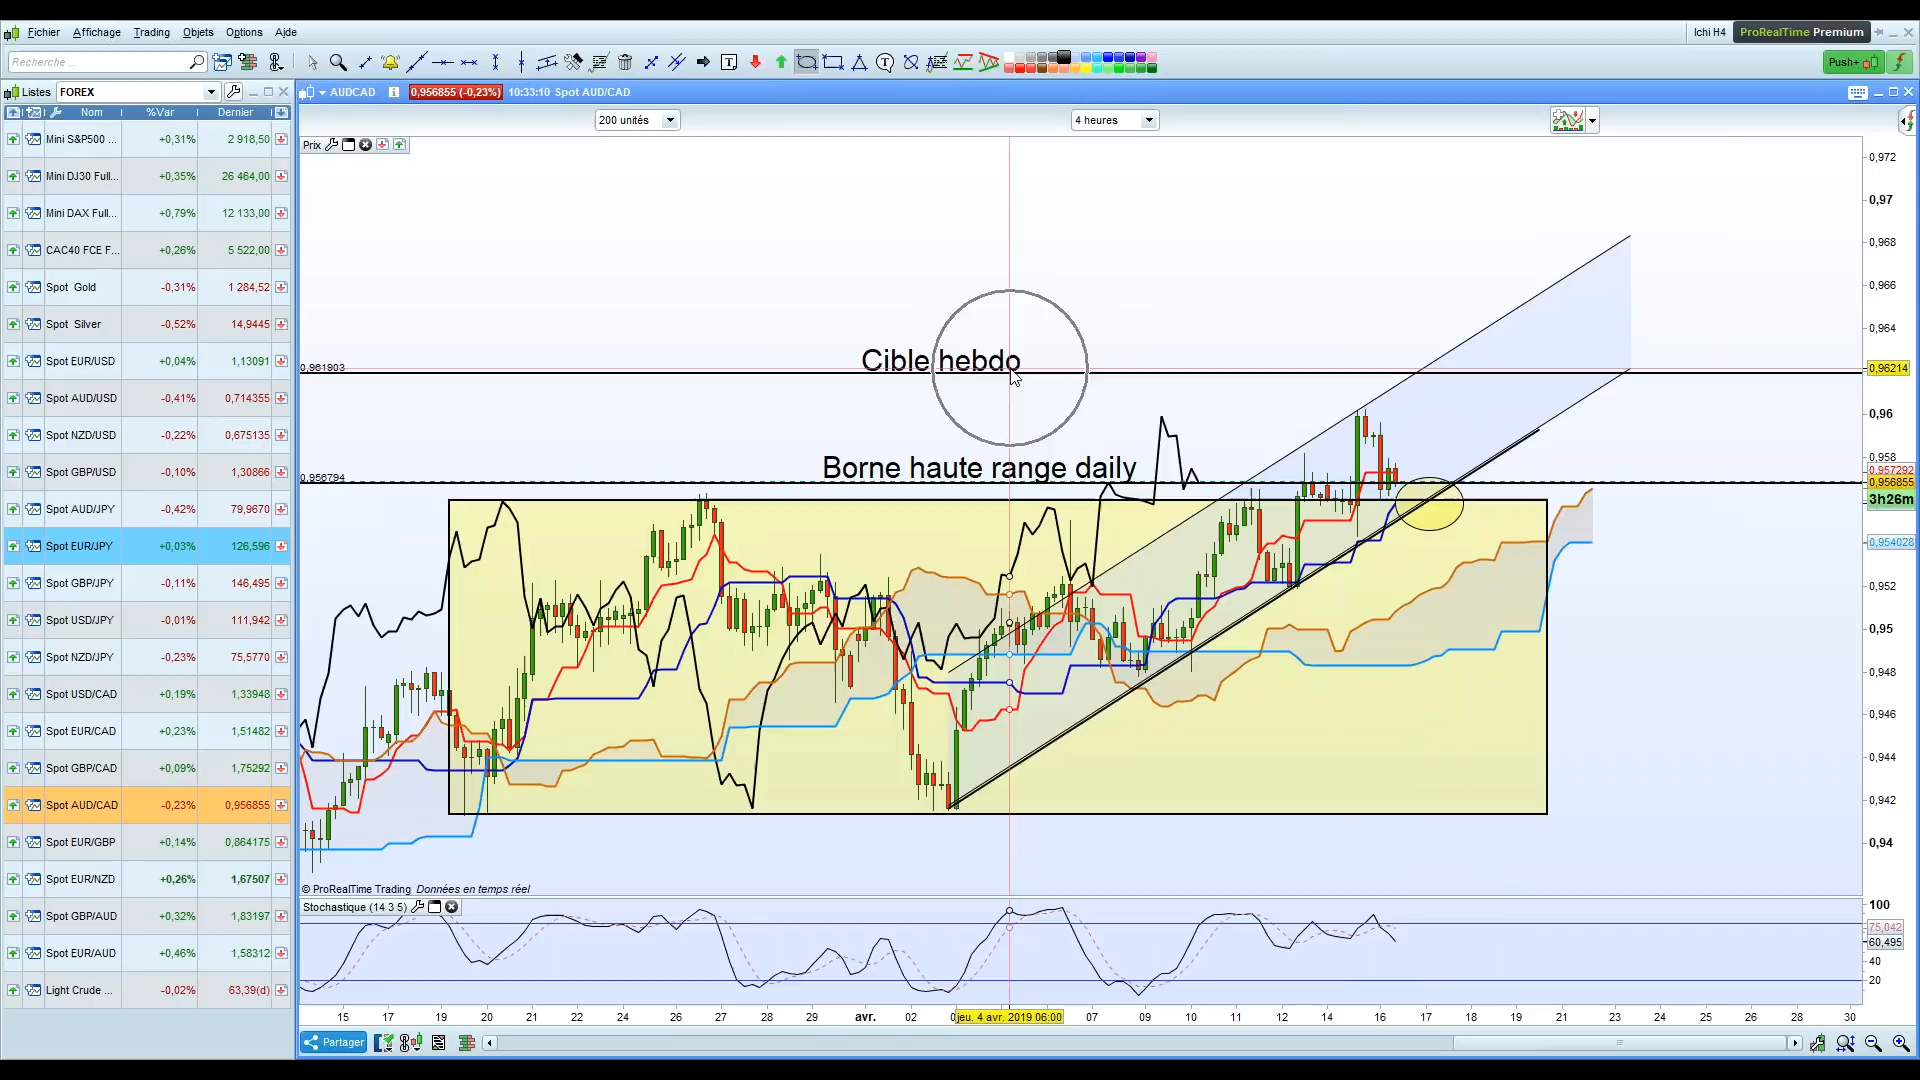 Fichier Affichage Trading Objets Options Aide
Ichi H4 ProRealTime Premium
Recherche ...
Push+
Listes FOREX
AUDCAD 0,956855 (-0,23%) 10:33:10 Spot AUD/CAD
Nom %Var Dernier
200 unités
4 heures
Prix
Mini S&P500 ... +0,31% 2 918,50
Mini DJ30 Full... +0,35% 26 464,00
Mini DAX Full... +0,79% 12 133,00
CAC40 FCE F... +0,26% 5 522,00
Spot Gold -0,31% 1 284,52
Spot Silver -0,52% 14,9445
Spot EUR/USD +0,04% 1,13091
Spot AUD/USD -0,41% 0,714355
Spot NZD/USD -0,22% 0,675135
Spot GBP/USD -0,10% 1,30866
Spot AUD/JPY -0,42% 79,9670
Spot EUR/JPY +0,03% 126,596
Spot GBP/JPY -0,11% 146,495
Spot USD/JPY -0,01% 111,942
Spot NZD/JPY -0,23% 75,5770
Spot USD/CAD +0,19% 1,33948
Spot EUR/CAD +0,23% 1,51482
Spot GBP/CAD +0,09% 1,75292
Spot AUD/CAD -0,23% 0,956855
Spot EUR/GBP +0,14% 0,864175
Spot EUR/NZD +0,26% 1,67507
Spot GBP/AUD +0,32% 1,83197
Spot EUR/AUD +0,46% 1,58312
Light Crude ... -0,02% 63,39(d)
Cible hebdo
0,961903
Borne haute range daily
0,956794
0,972
0,97
0,968
0,966
0,964
0,96214
0,96
0,958
0,957292
0,956855
3h26m
0,954028
0,952
0,95
0,948
0,946
0,944
0,942
0,94
© ProRealTime Trading Données en temps réel
Stochastique (14 3 5)
100
75,042
60,495
40
20
15 17 19 20 21 22 24 26 27 28 29 avr. 02 jeu. 4 avr. 2019 06:00 07 09 10 11 12 14 16 17 18 19 21 23 24 25 26 28 30
Partager